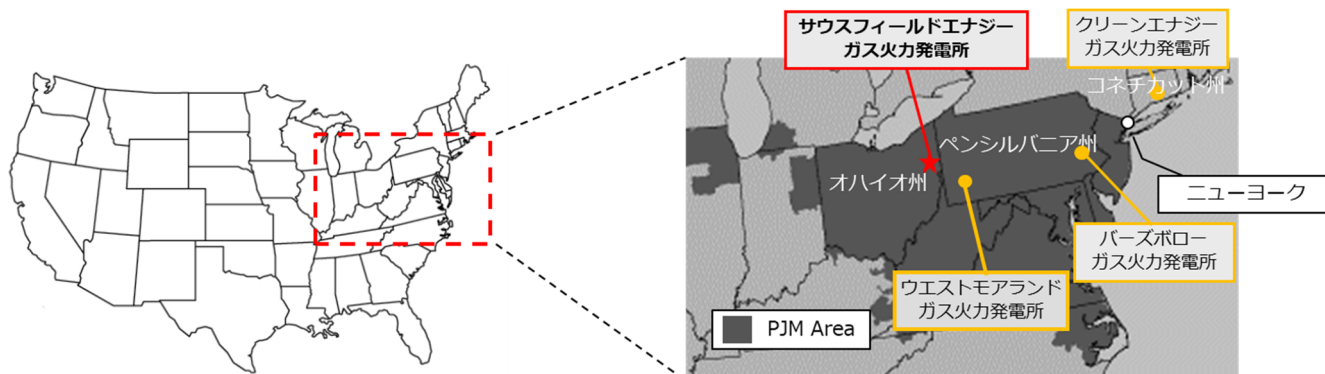 サウスフィールドエナジー
ガス火力発電所
クリーンエナジー
ガス火力発電所
コネチカット州
ペンシルバニア州
オハイオ州
ニューヨーク
バーズボロー
ガス火力発電所
ウエストモアランド
ガス火力発電所
PJM Area